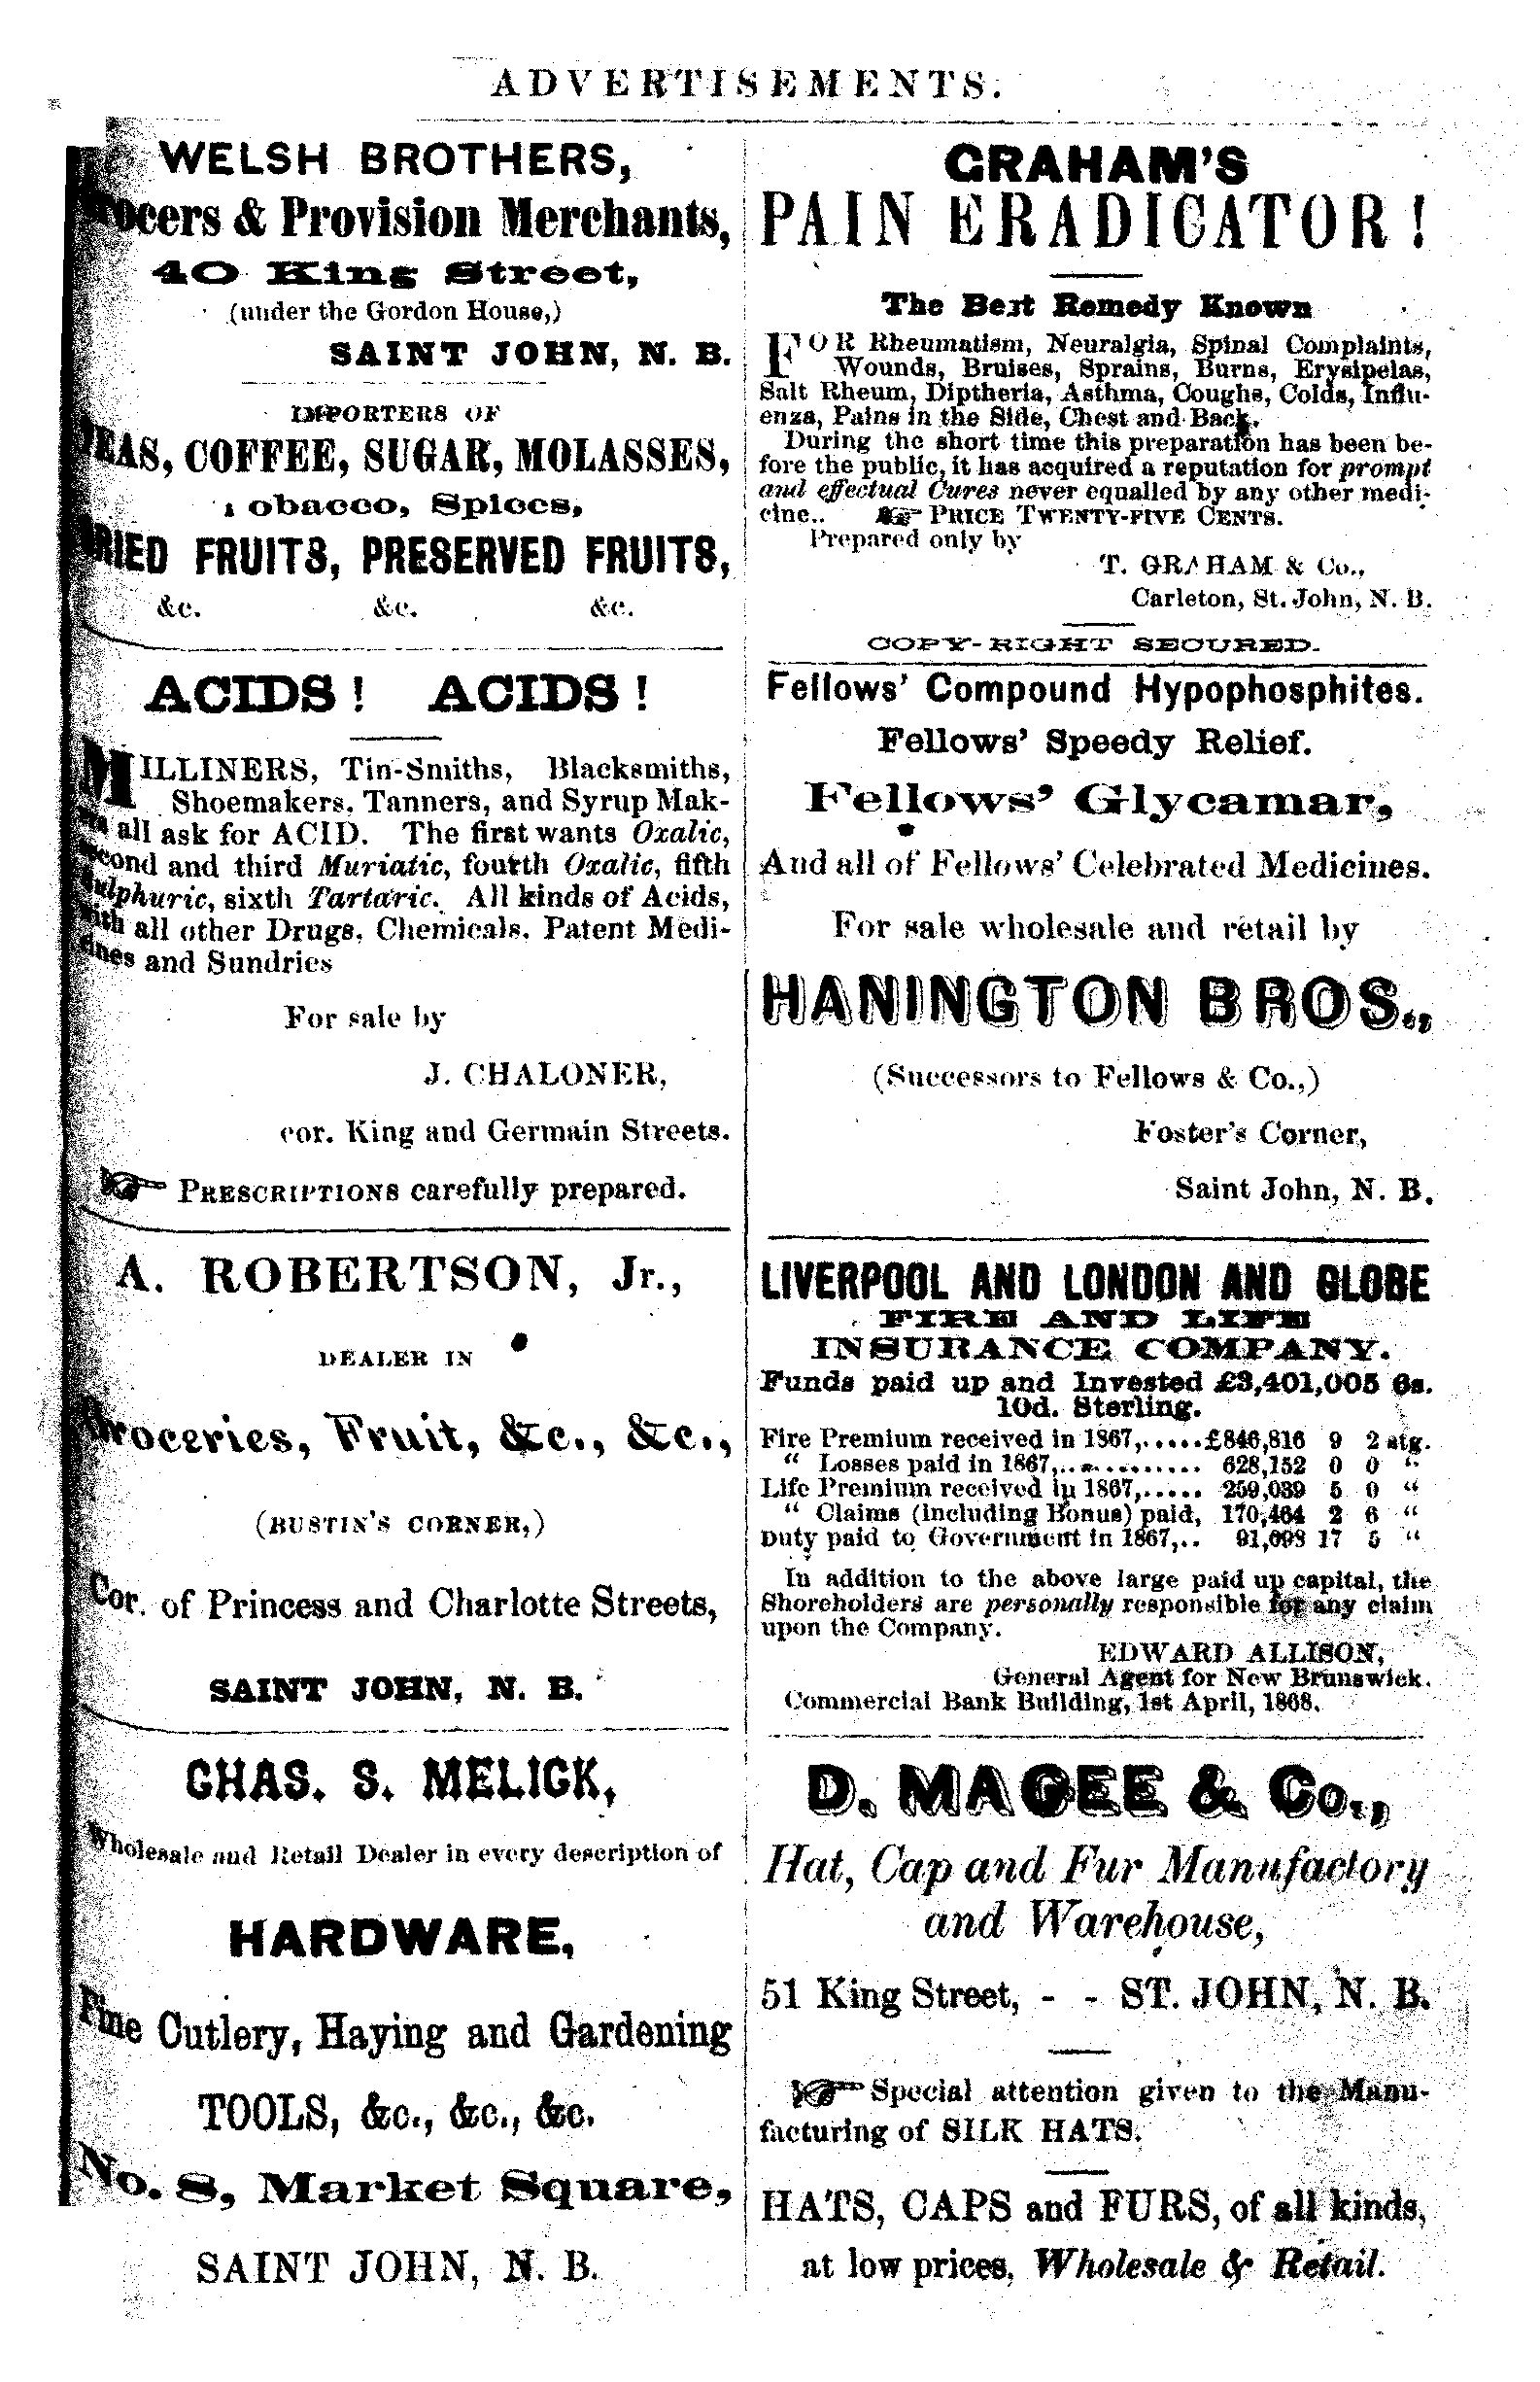 ADVERTISEMENTS.
WELSH BROTHERS,
Grocers & Provision Merchants,
40 King Street,
(under the Gordon House,)
SAINT JOHN, N. B.
IMPORTERS OF
TEAS, COFFEE, SUGAR, MOLASSES,
Tobacco, Spices,
DRIED FRUITS, PRESERVED FRUITS,
&c. &c. &c.
ACIDS! ACIDS!
MILLINERS, Tin-Smiths, Blacksmiths,
Shoemakers, Tanners, and Syrup Mak-
ers all ask for ACID. The first wants Oxalic,
second and third Muriatic, fourth Oxalic, fifth
Sulphuric, sixth Tartaric. All kinds of Acids,
with all other Drugs, Chemicals, Patent Medi-
cines and Sundries
For sale by
J. CHALONER,
cor. King and Germain Streets.
☞ PRESCRIPTIONS carefully prepared.
A. ROBERTSON, Jr.,
DEALER IN
Groceries, Fruit, &c., &c.,
(BUSTIN'S CORNER,)
Cor. of Princess and Charlotte Streets,
SAINT JOHN, N. B.
CHAS. S. MELICK,
Wholesale and Retail Dealer in every description of
HARDWARE,
Fine Cutlery, Haying and Gardening
TOOLS, &c., &c., &c.
No. 8, Market Square,
SAINT JOHN, N. B.
GRAHAM'S
PAIN ERADICATOR!
The Best Remedy Known
FOR Rheumatism, Neuralgia, Spinal Complaints,
Wounds, Bruises, Sprains, Burns, Erysipelas,
Salt Rheum, Diptheria, Asthma, Coughs, Colds, Influ-
enza, Pains in the Side, Chest and Back.
During the short time this preparation has been be-
fore the public, it has acquired a reputation for prompt
and effectual Cures never equalled by any other medi-
cine.. ☞ PRICE TWENTY-FIVE CENTS.
Prepared only by
T. GRAHAM & Co.,
Carleton, St. John, N. B.
COPY-RIGHT SECURED.
Fellows' Compound Hypophosphites.
Fellows' Speedy Relief.
Fellows' Glycamar,
And all of Fellows' Celebrated Medicines.
For sale wholesale and retail by
HANINGTON BROS.,
(Successors to Fellows & Co.,)
Foster's Corner,
Saint John, N. B.
LIVERPOOL AND LONDON AND GLOBE
FIRE AND LIFE
INSURANCE COMPANY.
Funds paid up and Invested £3,401,005 6s.
10d. Sterling.
Fire Premium received in 1867,.....£846,816 9 2 stg.
" Losses paid in 1867,........... 628,152 0 0 "
Life Premium received in 1867,..... 259,039 5 0 "
" Claims (including Bonus) paid, 170,464 2 6 "
Duty paid to Government in 1867,.. 91,098 17 5 "
In addition to the above large paid up capital, the
Shoreholders are personally responsible for any claim
upon the Company.
EDWARD ALLISON,
General Agent for New Brunswick.
Commercial Bank Building, 1st April, 1868.
D. MAGEE & Co.,
Hat, Cap and Fur Manufactory
and Warehouse,
51 King Street, - - ST. JOHN, N. B.
☞ Special attention given to the Manu-
facturing of SILK HATS.
HATS, CAPS and FURS, of all kinds,
at low prices, Wholesale & Retail.